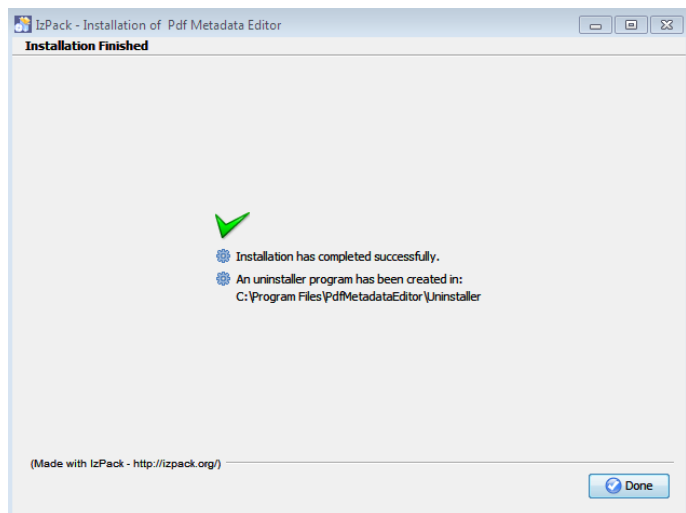 IzPack - Installation of  Pdf Metadata Editor
Installation Finished
Installation has completed successfully.
An uninstaller program has been created in:
C:\Program Files\PdfMetadataEditor\Uninstaller
(Made with IzPack - http://izpack.org/)
Done